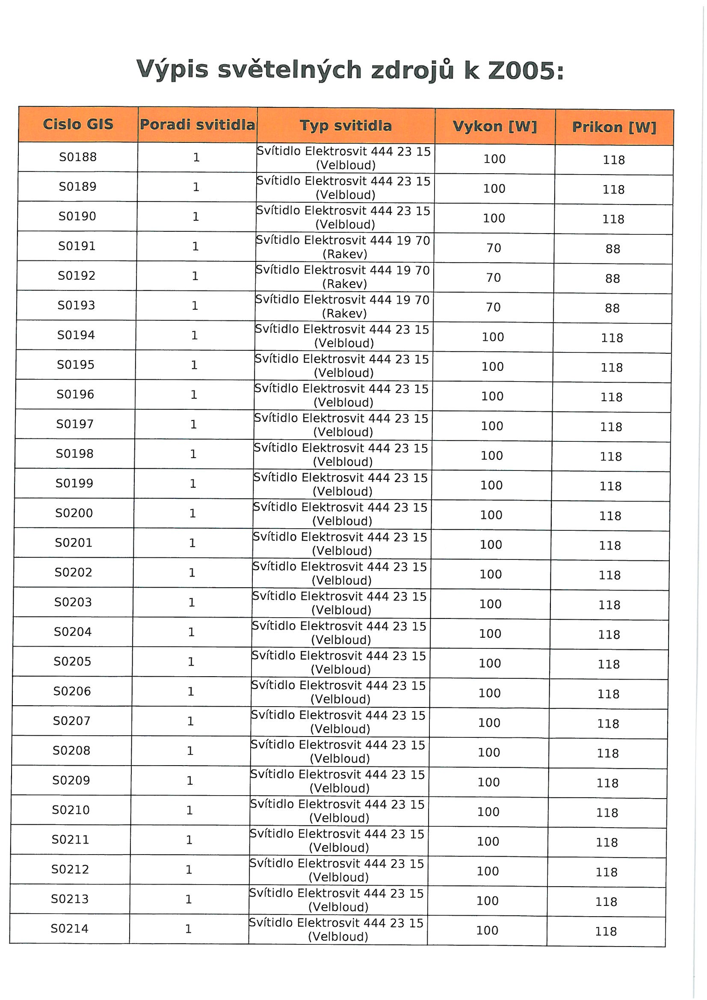 Výpis světelných zdrojů k Z005:
Cislo GIS Poradi svitidla Typ svitidla Vykon [W] Prikon [W]
S0188 1 Svítidlo Elektrosvit 444 23 15 (Velbloud) 100 118
S0189 1 Svítidlo Elektrosvit 444 23 15 (Velbloud) 100 118
S0190 1 Svítidlo Elektrosvit 444 23 15 (Velbloud) 100 118
S0191 1 Svítidlo Elektrosvit 444 19 70 (Rakev) 70 88
S0192 1 Svítidlo Elektrosvit 444 19 70 (Rakev) 70 88
S0193 1 Svítidlo Elektrosvit 444 19 70 (Rakev) 70 88
S0194 1 Svítidlo Elektrosvit 444 23 15 (Velbloud) 100 118
S0195 1 Svítidlo Elektrosvit 444 23 15 (Velbloud) 100 118
S0196 1 Svítidlo Elektrosvit 444 23 15 (Velbloud) 100 118
S0197 1 Svítidlo Elektrosvit 444 23 15 (Velbloud) 100 118
S0198 1 Svítidlo Elektrosvit 444 23 15 (Velbloud) 100 118
S0199 1 Svítidlo Elektrosvit 444 23 15 (Velbloud) 100 118
S0200 1 Svítidlo Elektrosvit 444 23 15 (Velbloud) 100 118
S0201 1 Svítidlo Elektrosvit 444 23 15 (Velbloud) 100 118
S0202 1 Svítidlo Elektrosvit 444 23 15 (Velbloud) 100 118
S0203 1 Svítidlo Elektrosvit 444 23 15 (Velbloud) 100 118
S0204 1 Svítidlo Elektrosvit 444 23 15 (Velbloud) 100 118
S0205 1 Svítidlo Elektrosvit 444 23 15 (Velbloud) 100 118
S0206 1 Svítidlo Elektrosvit 444 23 15 (Velbloud) 100 118
S0207 1 Svítidlo Elektrosvit 444 23 15 (Velbloud) 100 118
S0208 1 Svítidlo Elektrosvit 444 23 15 (Velbloud) 100 118
S0209 1 Svítidlo Elektrosvit 444 23 15 (Velbloud) 100 118
S0210 1 Svítidlo Elektrosvit 444 23 15 (Velbloud) 100 118
S0211 1 Svítidlo Elektrosvit 444 23 15 (Velbloud) 100 118
S0212 1 Svítidlo Elektrosvit 444 23 15 (Velbloud) 100 118
S0213 1 Svítidlo Elektrosvit 444 23 15 (Velbloud) 100 118
S0214 1 Svítidlo Elektrosvit 444 23 15 (Velbloud) 100 118